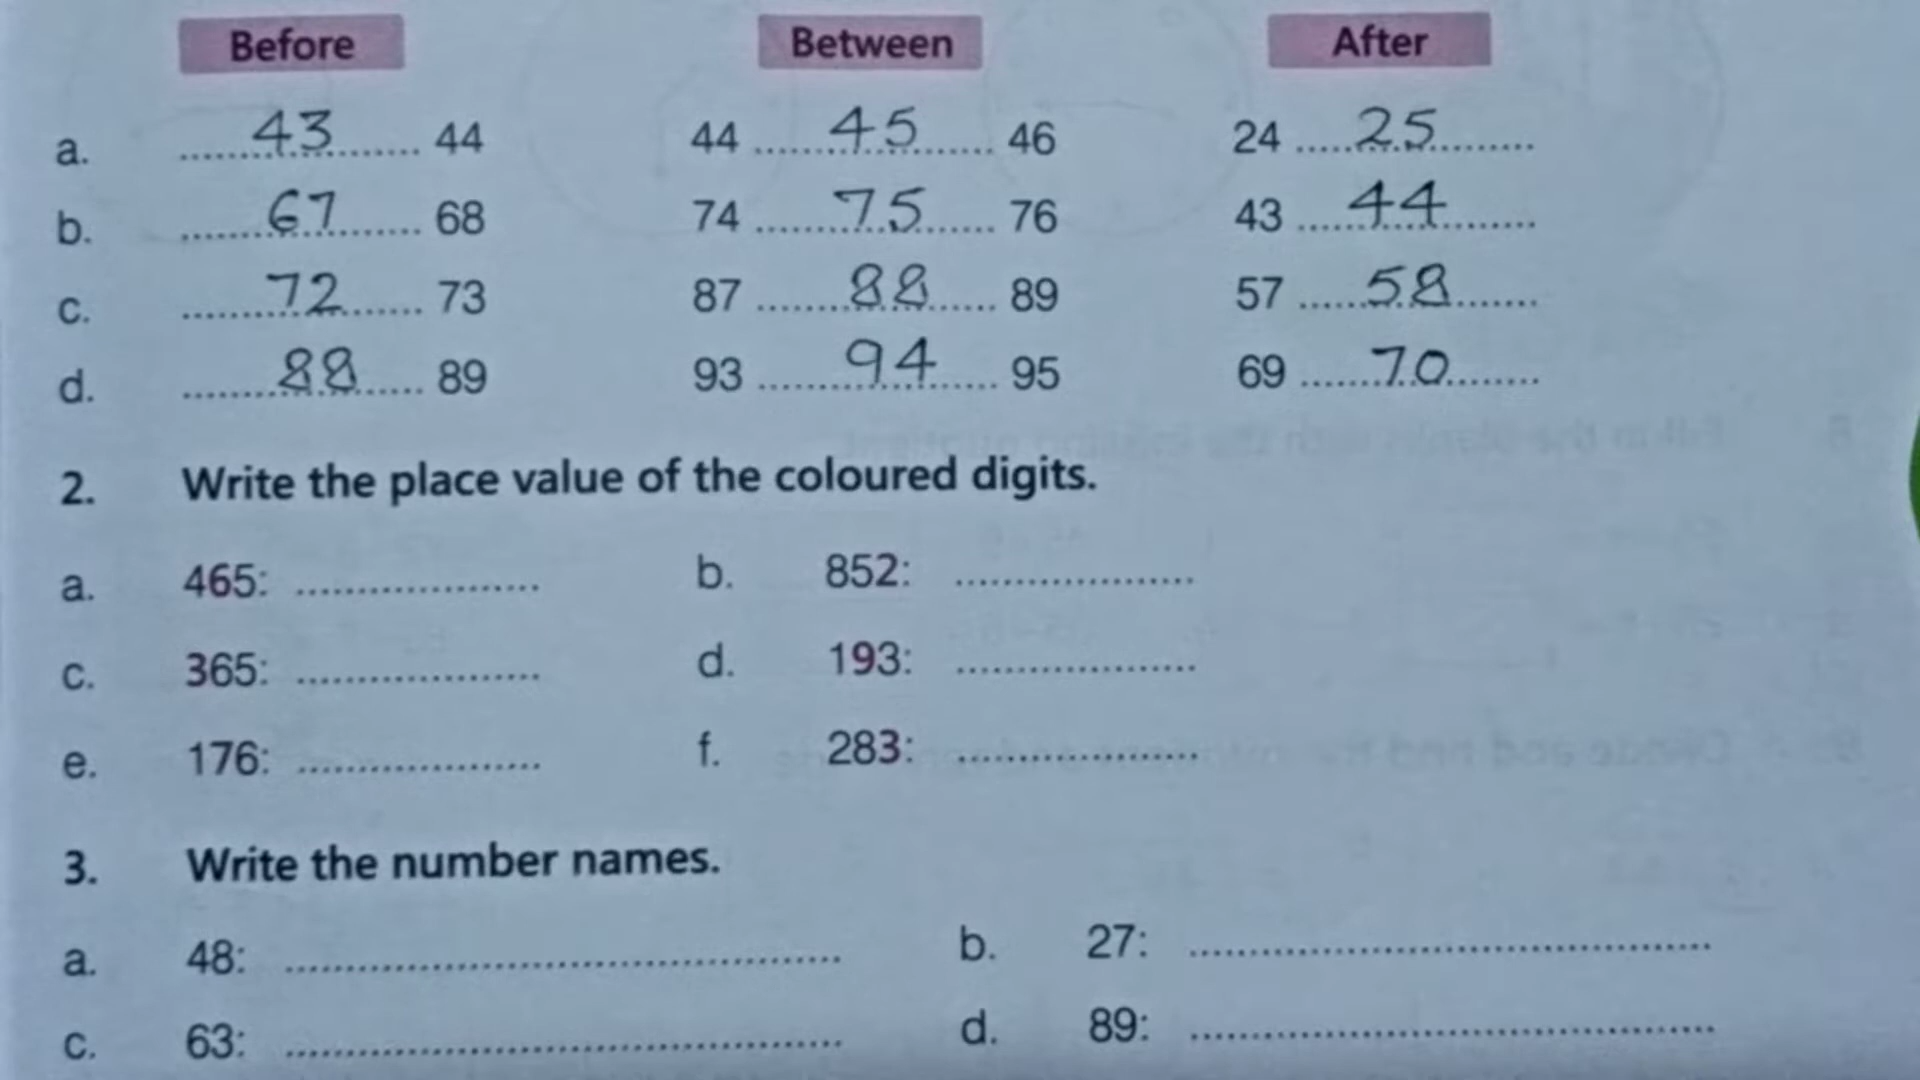 Before Between After
a. 43 44 44 45 46 24 25
b. 67 68 74 75 76 43 44
c. 72 73 87 88 89 57 58
d. 88 89 93 94 95 69 70
2. Write the place value of the coloured digits.
a. 465: b. 852:
c. 365: d. 193:
e. 176: f. 283:
3. Write the number names.
a. 48: b. 27:
c. 63: d. 89: